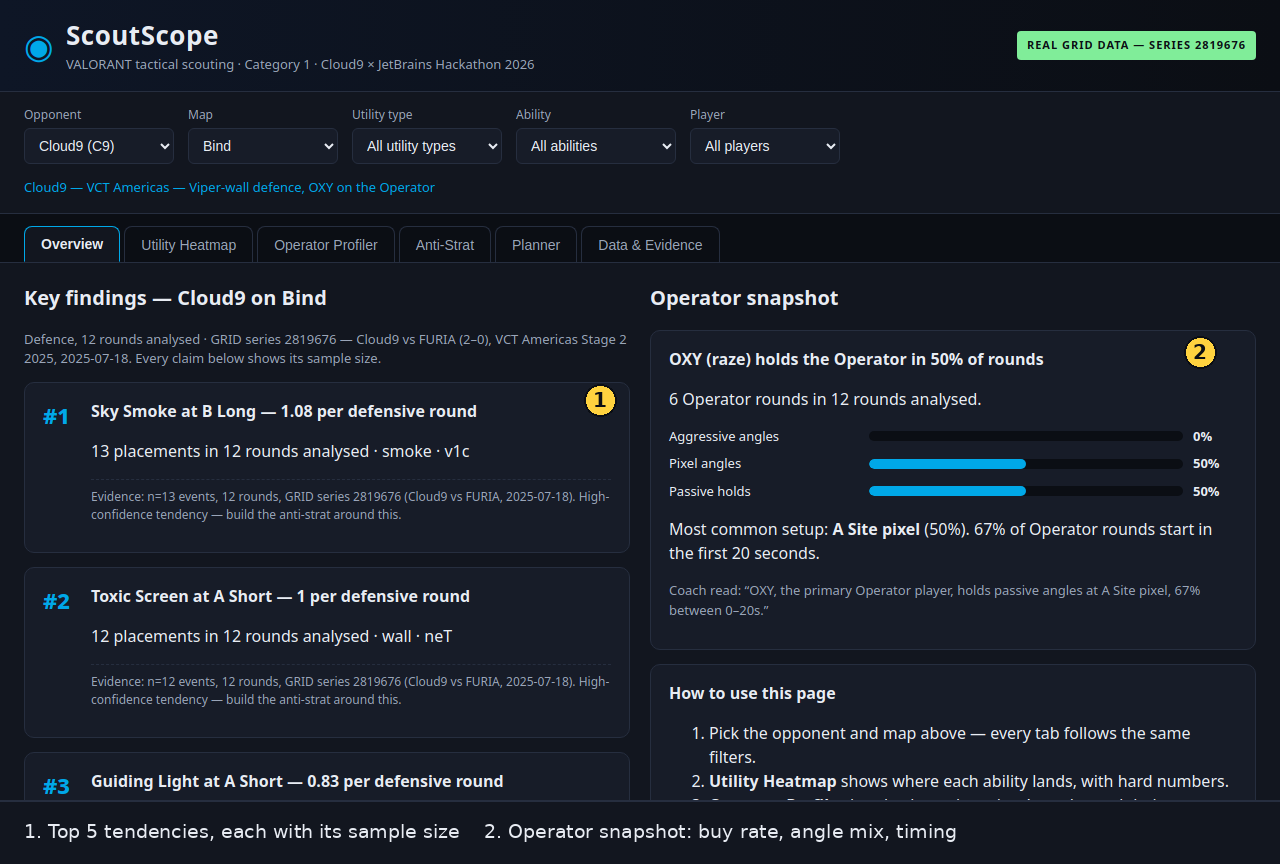 ScoutScope
VALORANT tactical scouting · Category 1 · Cloud9 × JetBrains Hackathon 2026
REAL GRID DATA — SERIES 2819676
Opponent
Map
Utility type
Ability
Player
Cloud9 (C9)
Bind
All utility types
All abilities
All players
Cloud9 — VCT Americas — Viper-wall defence, OXY on the Operator
Overview
Utility Heatmap
Operator Profiler
Anti-Strat
Planner
Data & Evidence
Key findings — Cloud9 on Bind
Defence, 12 rounds analysed · GRID series 2819676 — Cloud9 vs FURIA (2–0), VCT Americas Stage 2
2025, 2025-07-18. Every claim below shows its sample size.
#1
Sky Smoke at B Long — 1.08 per defensive round
1
13 placements in 12 rounds analysed · smoke · v1c
Evidence: n=13 events, 12 rounds, GRID series 2819676 (Cloud9 vs FURIA, 2025-07-18). High-
confidence tendency — build the anti-strat around this.
#2
Toxic Screen at A Short — 1 per defensive round
12 placements in 12 rounds analysed · wall · neT
Evidence: n=12 events, 12 rounds, GRID series 2819676 (Cloud9 vs FURIA, 2025-07-18). High-
confidence tendency — build the anti-strat around this.
#3
Guiding Light at A Short — 0.83 per defensive round
Operator snapshot
OXY (raze) holds the Operator in 50% of rounds
2
6 Operator rounds in 12 rounds analysed.
Aggressive angles
0%
Pixel angles
50%
Passive holds
50%
Most common setup: A Site pixel (50%). 67% of Operator rounds start in
the first 20 seconds.
Coach read: “OXY, the primary Operator player, holds passive angles at A Site pixel, 67%
between 0–20s.”
How to use this page
1. Pick the opponent and map above — every tab follows the same
filters.
2. Utility Heatmap shows where each ability lands, with hard numbers.
1. Top 5 tendencies, each with its sample size
2. Operator snapshot: buy rate, angle mix, timing